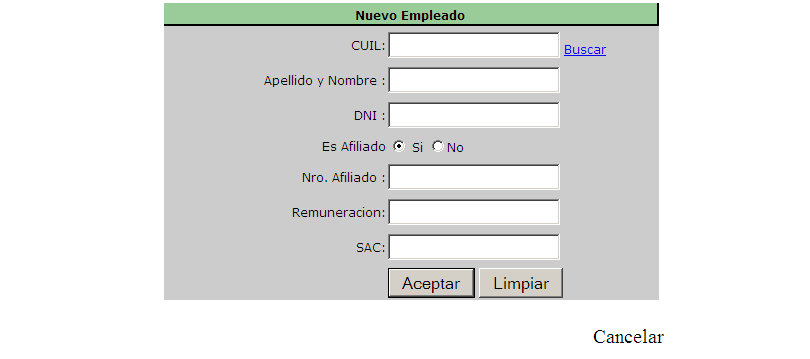 Nuevo Empleado
CUIL: Buscar
Apellido y Nombre :
DNI :
Es Afiliado Si No
Nro. Afiliado :
Remuneracion:
SAC:
Aceptar Limpiar
Cancelar